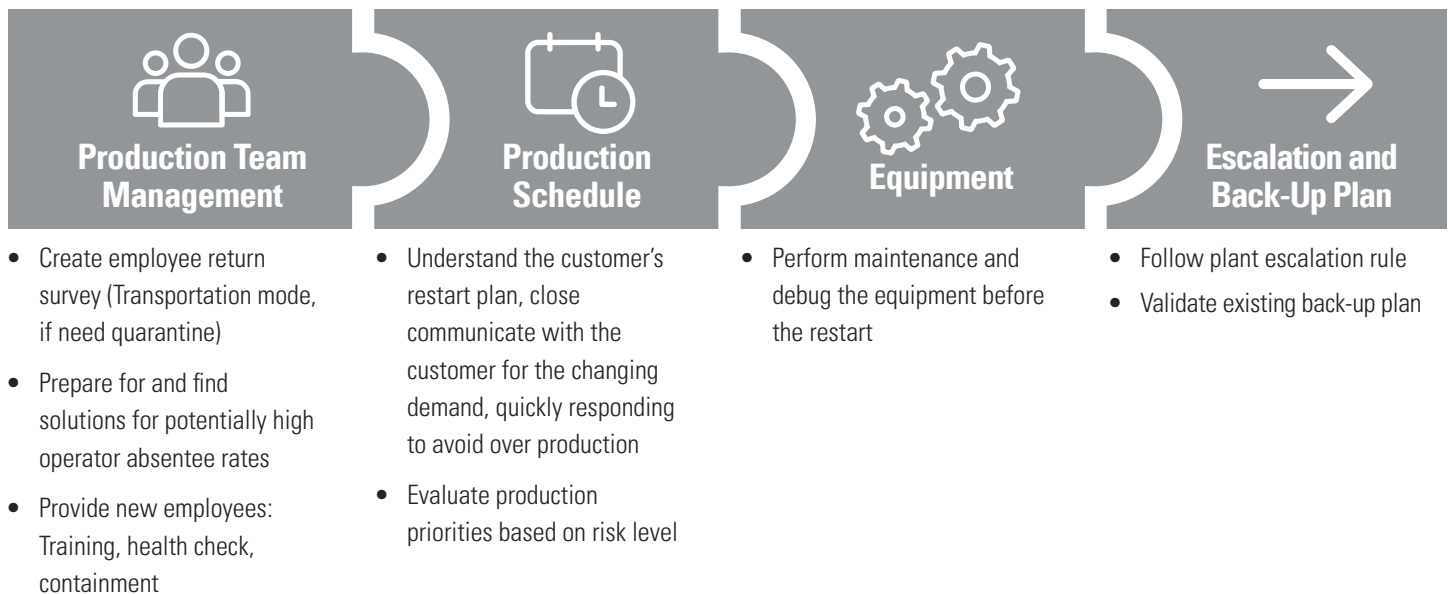 Production Team
Management
• Create employee return
survey (Transportation mode,
if need quarantine)
• Prepare for and find
solutions for potentially high
operator absentee rates
• Provide new employees:
Training, health check,
containment
Production
Schedule
• Understand the customer's
restart plan, close
communicate with the
customer for the changing
demand, quickly responding
to avoid over production
• Evaluate production
priorities based on risk level
Equipment
• Perform maintenance and
debug the equipment before
the restart
Escalation and
Back-Up Plan
• Follow plant escalation rule
• Validate existing back-up plan